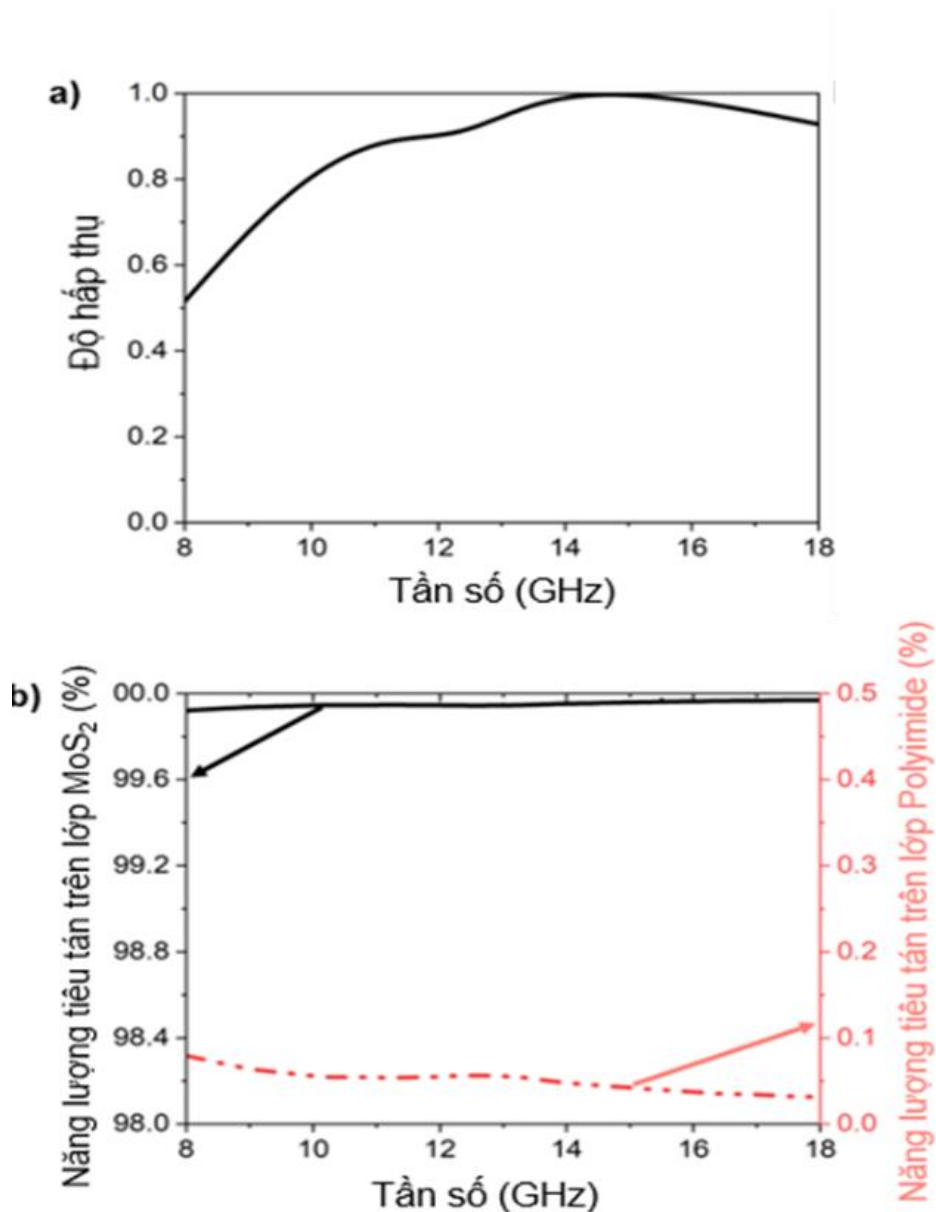 a)
Độ hấp thụ
1.0
0.8
0.6
0.4
0.2
0.0
8 10 12 14 16 18
Tần số (GHz)
b)
Năng lượng tiêu tán trên lớp MoS₂ (%)
00.0
99.6
99.2
98.8
98.4
98.0
0.5
0.4
0.3
0.2
0.1
0.0
Năng lượng tiêu tán trên lớp Polyimide (%)
8 10 12 14 16 18
Tần số (GHz)